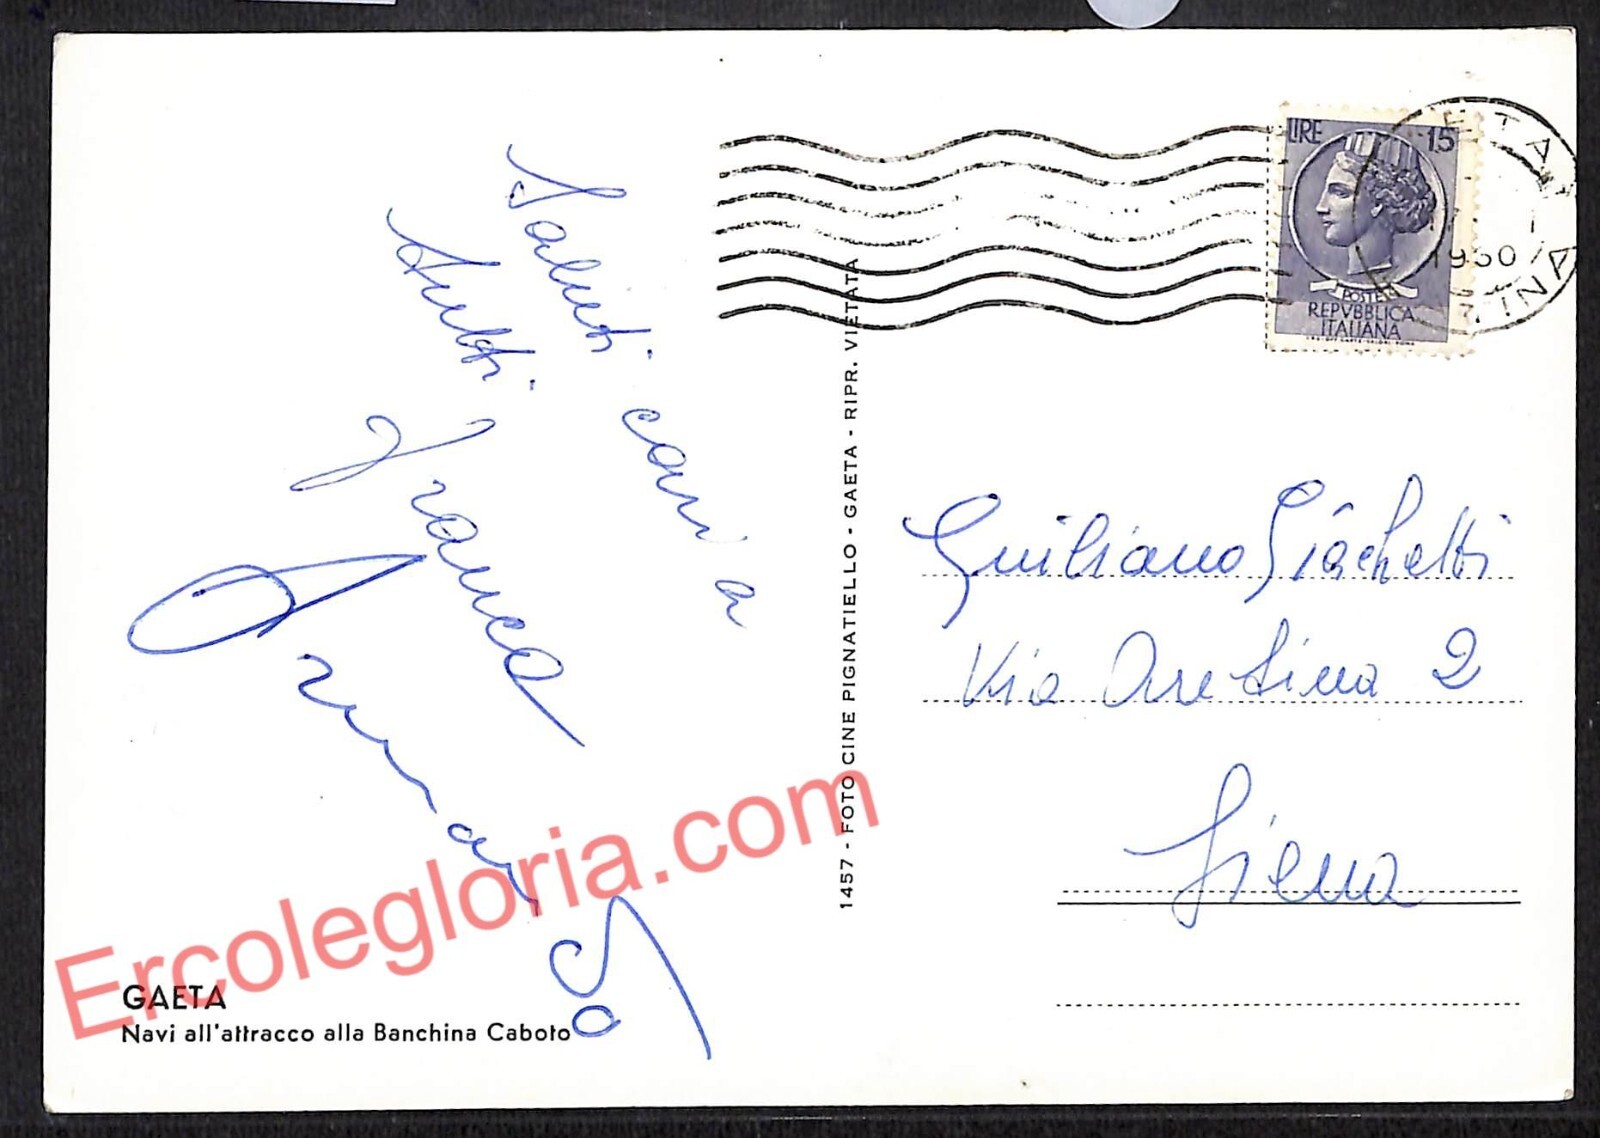 Saluti cari a
tutti.
Franca
GAETA
Navi all'attracco alla Banchina Caboto
1457 - FOTO CINE PIGNATIELLO - GAETA - RIPR. VIETATA
LIRE 15
POSTE
REPVBBLICA
ITALIANA
Giuliano Giachetti
Via Aretina 2
Siena
Ercolegloria.com